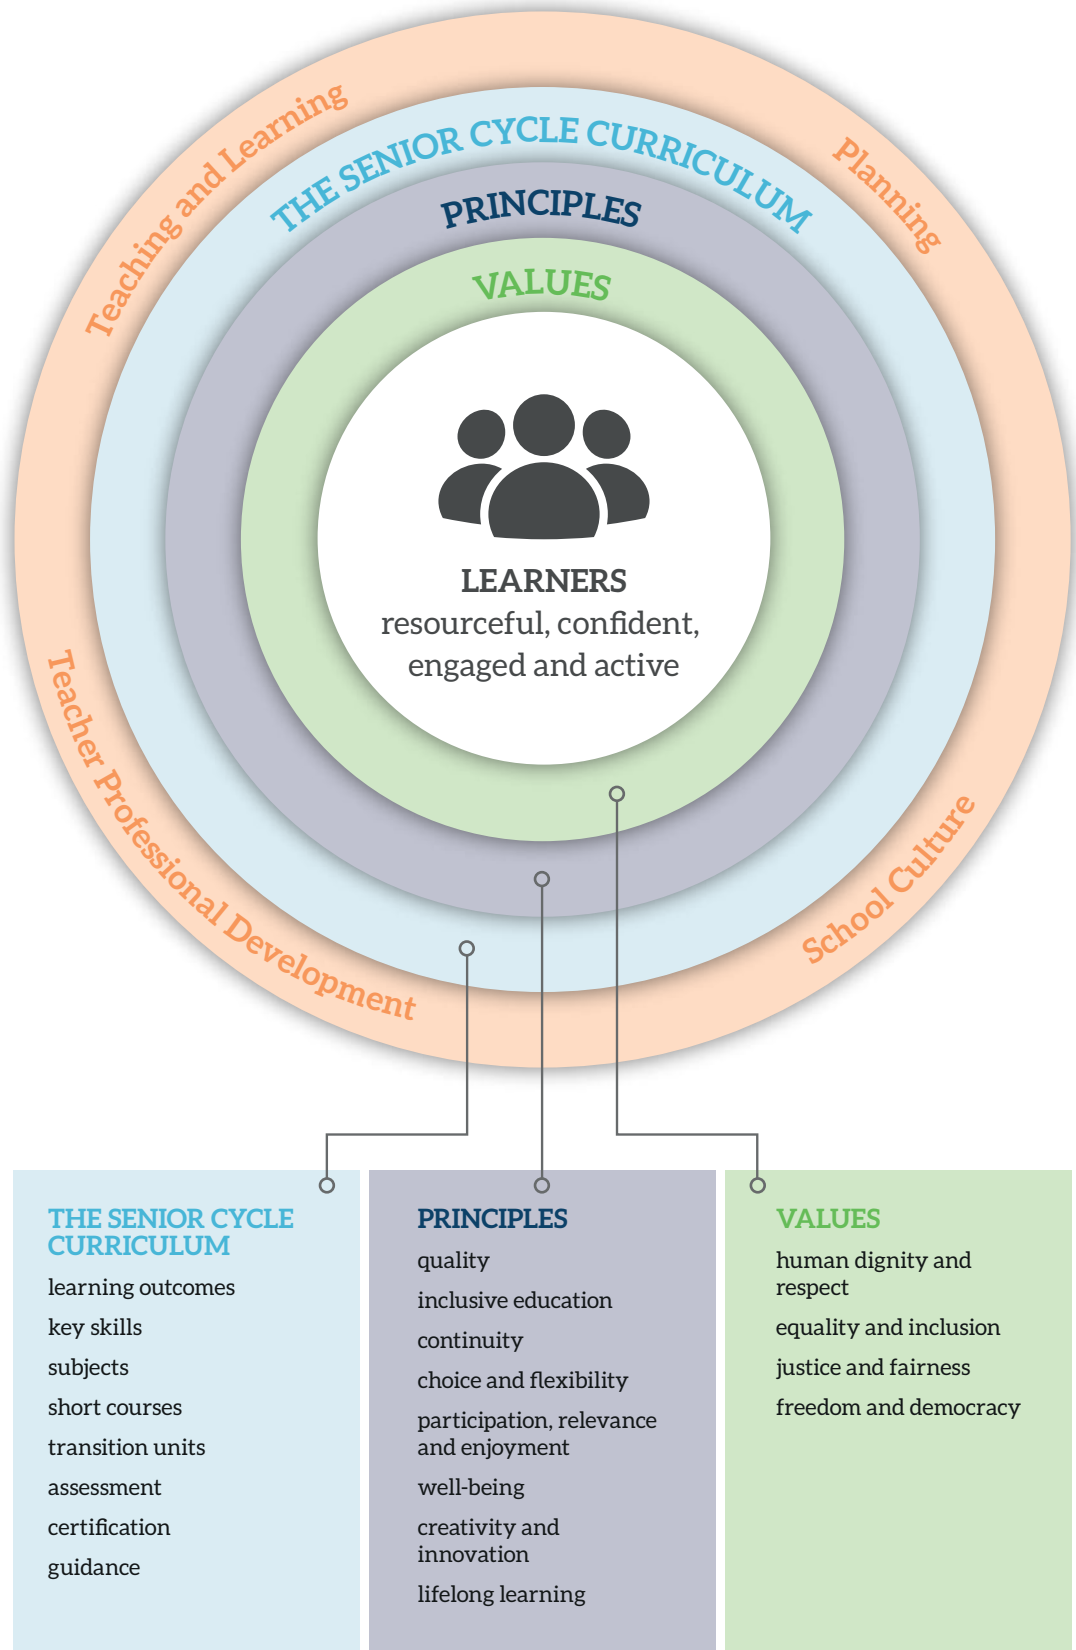 Teaching and Learning
Planning
THE SENIOR CYCLE CURRICULUM
PRINCIPLES
VALUES
LEARNERS
resourceful, confident,
engaged and active
Teacher Professional Development
School Culture
THE SENIOR CYCLE
CURRICULUM
learning outcomes
key skills
subjects
short courses
transition units
assessment
certification
guidance
PRINCIPLES
quality
inclusive education
continuity
choice and flexibility
participation, relevance
and enjoyment
well-being
creativity and
innovation
lifelong learning
VALUES
human dignity and
respect
equality and inclusion
justice and fairness
freedom and democracy